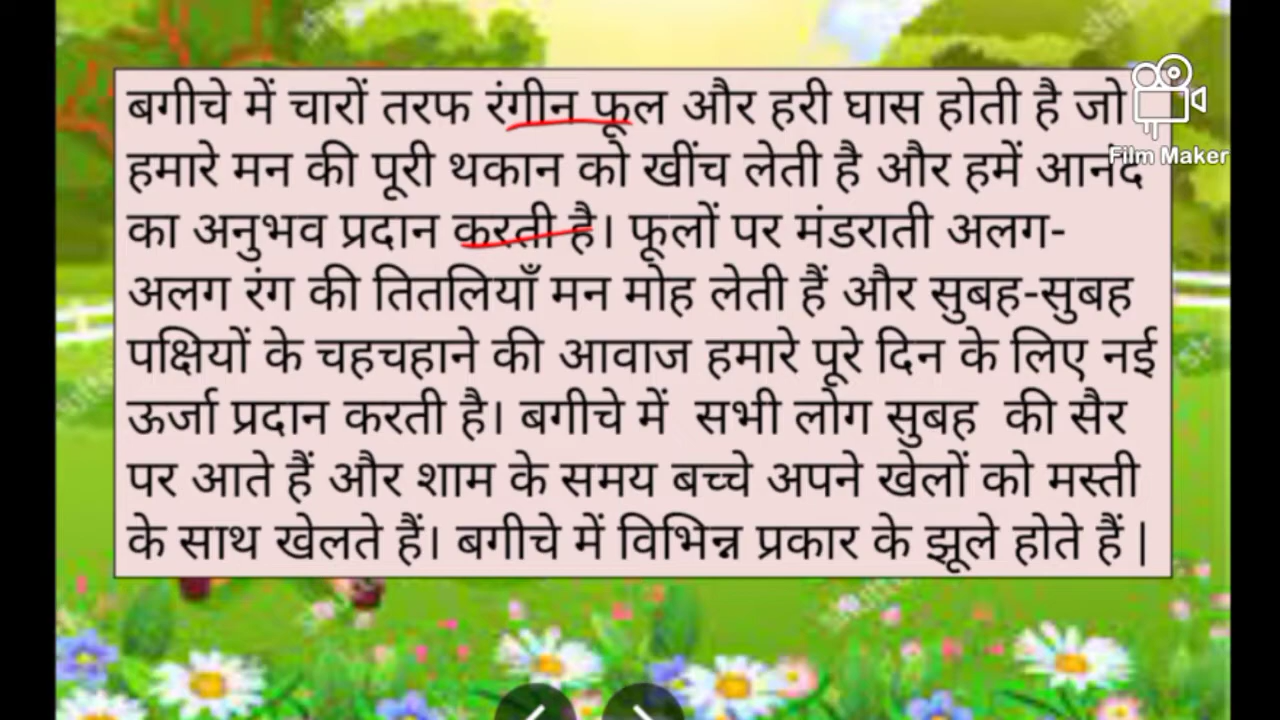 बगीचे में चारों तरफ रंगीन फूल और हरी घास होती है जो
हमारे मन की पूरी थकान को खींच लेती है और हमें आनंद
का अनुभव प्रदान करती है। फूलों पर मंडराती अलग-
अलग रंग की तितलियाँ मन मोह लेती हैं और सुबह-सुबह
पक्षियों के चहचहाने की आवाज हमारे पूरे दिन के लिए नई
ऊर्जा प्रदान करती है। बगीचे में सभी लोग सुबह की सैर
पर आते हैं और शाम के समय बच्चे अपने खेलों को मस्ती
के साथ खेलते हैं। बगीचे में विभिन्न प्रकार के झूले होते हैं |
Film Maker